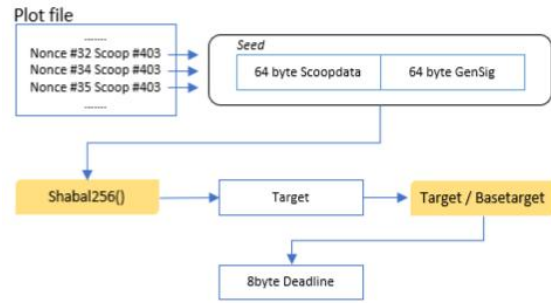 Plot file
........
Nonce #32 Scoop #403
Nonce #34 Scoop #403
Nonce #35 Scoop #403
........
Seed
64 byte Scoopdata
64 byte GenSig
Shabal256()
Target
Target / Basetarget
8byte Deadline